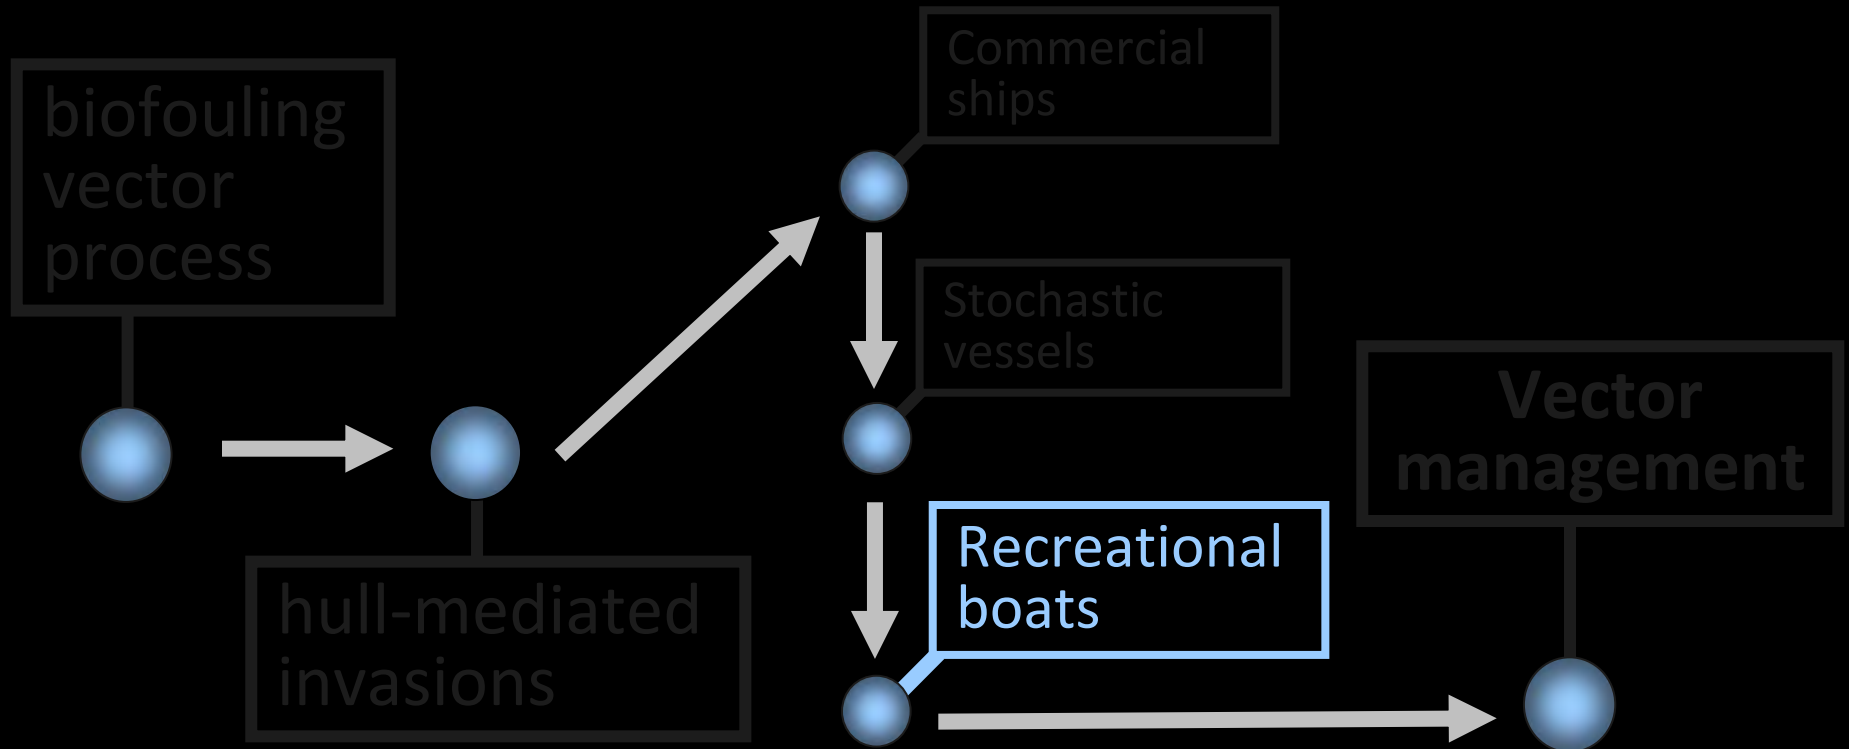 biofouling
vector
process
hull-mediated
invasions
Commercial
ships
Stochastic
vessels
Recreational
boats
Vector
management